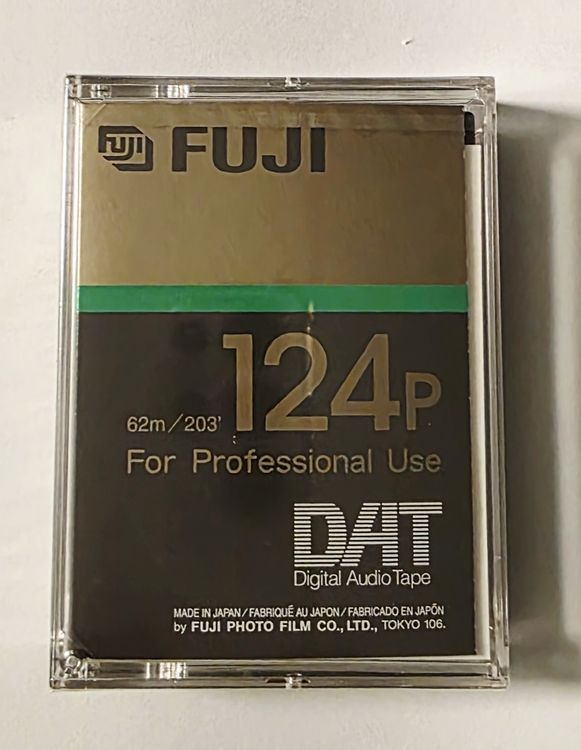 FUJI FUJI
62m/203' 124P
For Professional Use
DAT
Digital Audio Tape
MADE IN JAPAN/FABRIQUÉ AU JAPON/FABRICADO EN JAPÓN
by FUJI PHOTO FILM CO., LTD., TOKYO 106.